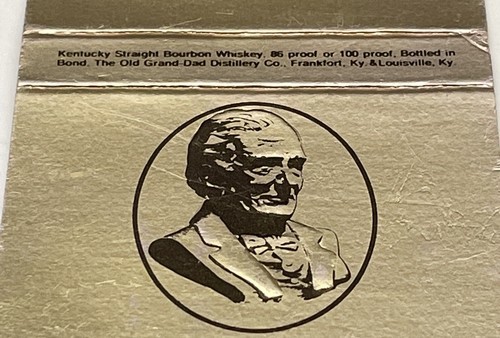 Kentucky Straight Bourbon Whiskey. 86 proof or 100 proof, Bottled in
Bond. The Old Grand-Dad Distillery Co., Frankfort, Ky. & Louisville, Ky.